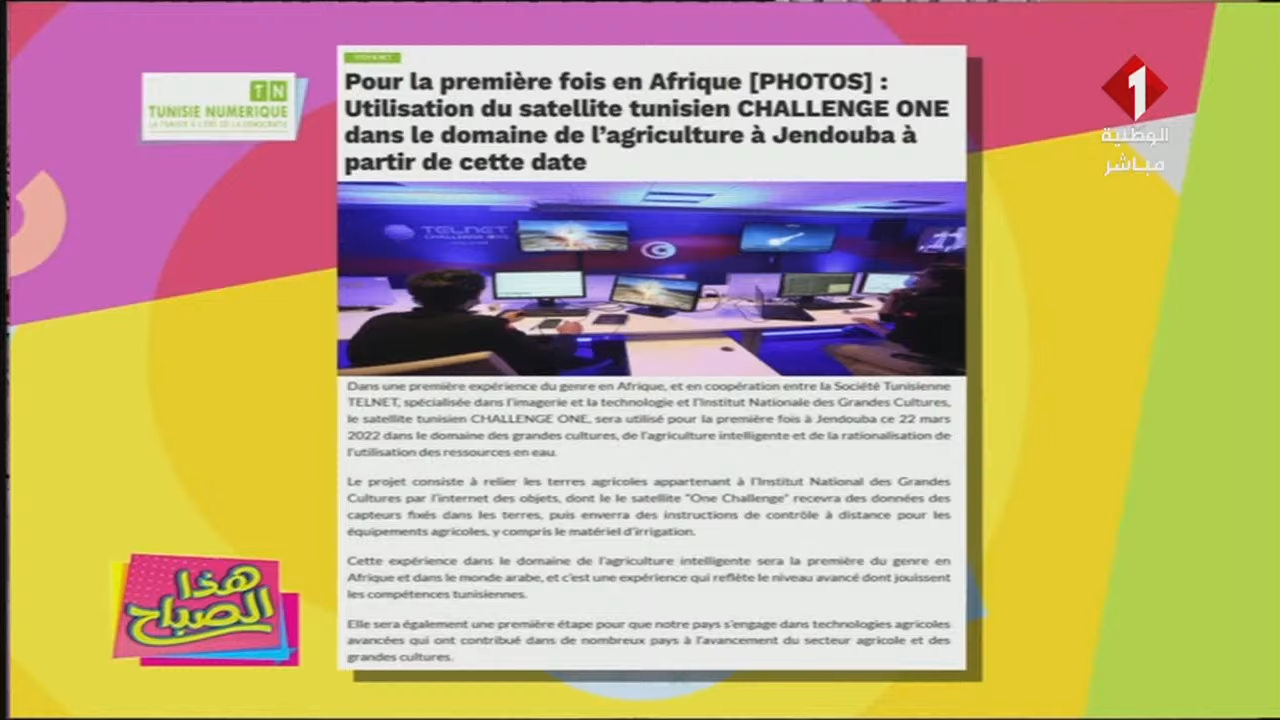 Pour la première fois en Afrique [PHOTOS] :
Utilisation du satellite tunisien CHALLENGE ONE
dans le domaine de l'agriculture à Jendouba à
partir de cette date
TN
TUNISIE NUMERIQUE
LA TUNISIE A L'ERE DE LA DEMOCRATIE
1
الوطنية
مباشر
TELNET
CHALLENGE ONE
Dans une première expérience du genre en Afrique, et en coopération entre la Société Tunisienne
TELNET, spécialisée dans l'imagerie et la technologie et l'Institut Nationale des Grandes Cultures,
le satellite tunisien CHALLENGE ONE, sera utilisé pour la première fois à Jendouba ce 22 mars
2022 dans le domaine des grandes cultures, de l'agriculture intelligente et de la rationalisation de
l'utilisation des ressources en eau.
Le projet consiste à relier les terres agricoles appartenant à l'Institut National des Grandes
Cultures par l'internet des objets, dont le le satellite "One Challenge" recevra des données des
capteurs fixés dans les terres, puis enverra des instructions de contrôle à distance pour les
équipements agricoles, y compris le matériel d'irrigation.
Cette expérience dans le domaine de l'agriculture intelligente sera la première du genre en
Afrique et dans le monde arabe, et c'est une expérience qui reflète le niveau avancé dont jouissent
les compétences tunisiennes.
Elle sera également une première étape pour que notre pays s'engage dans technologies agricoles
avancées qui ont contribué dans de nombreux pays à l'avancement du secteur agricole et des
grandes cultures.
هذا
الصباح